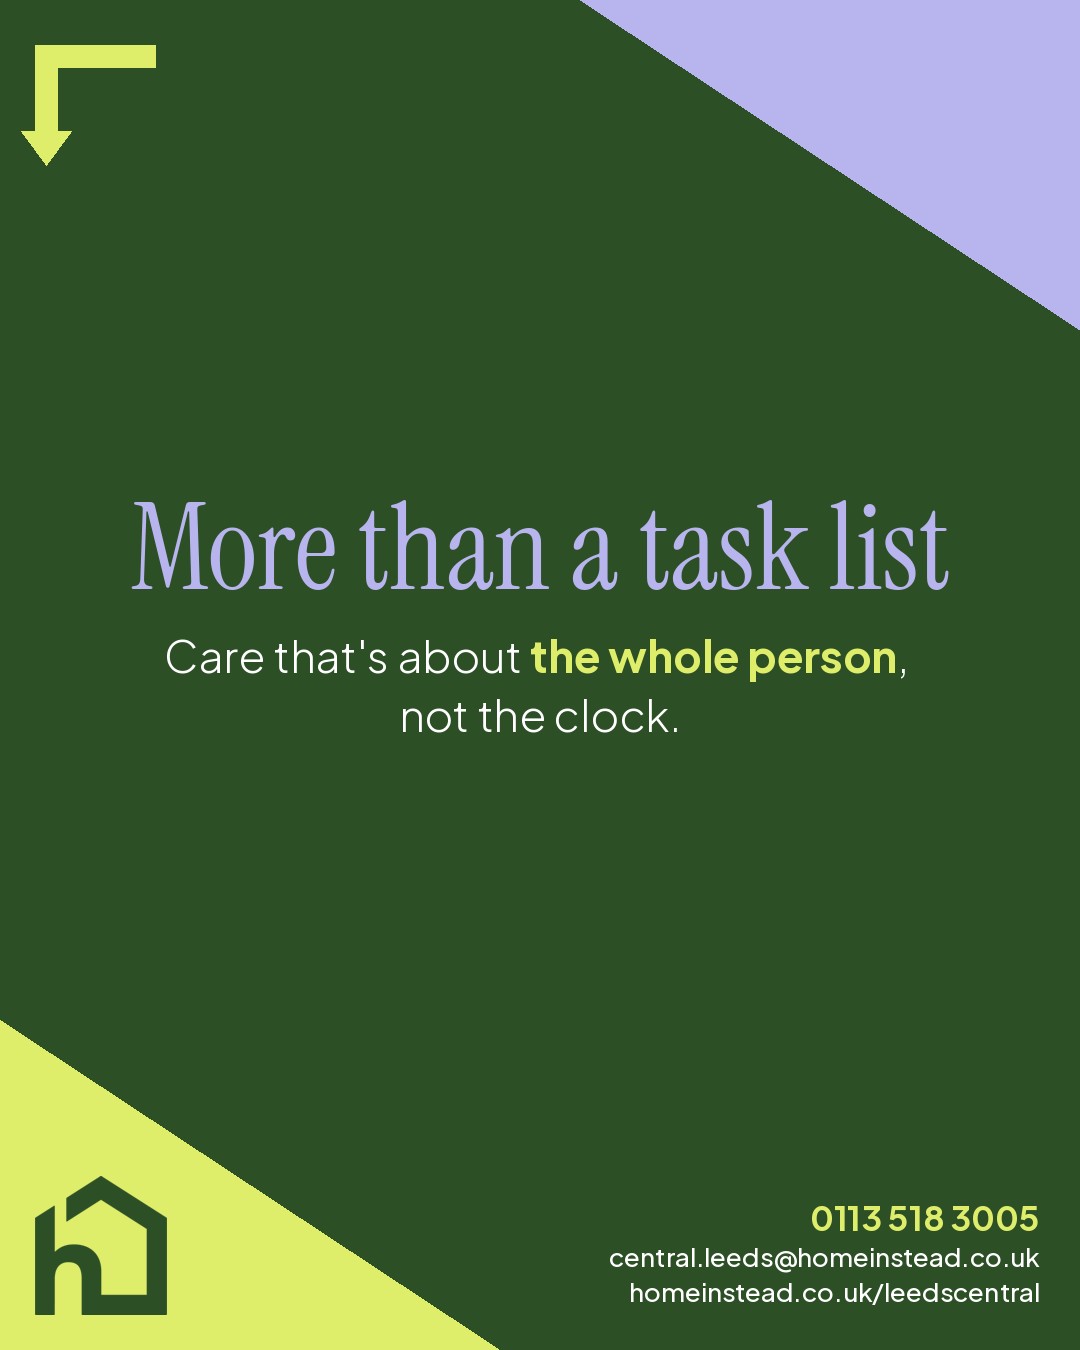 More than a task list
Care that's about the whole person,
not the clock.
0113 518 3005
central.leeds@homeinstead.co.uk
homeinstead.co.uk/leedscentral